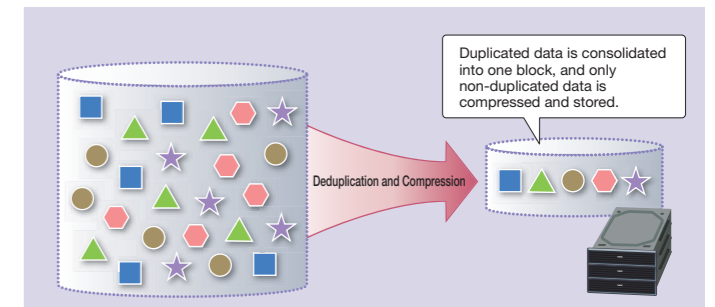 Duplicated data is consolidated
into one block, and only
non-duplicated data is
compressed and stored.
Deduplication and Compression